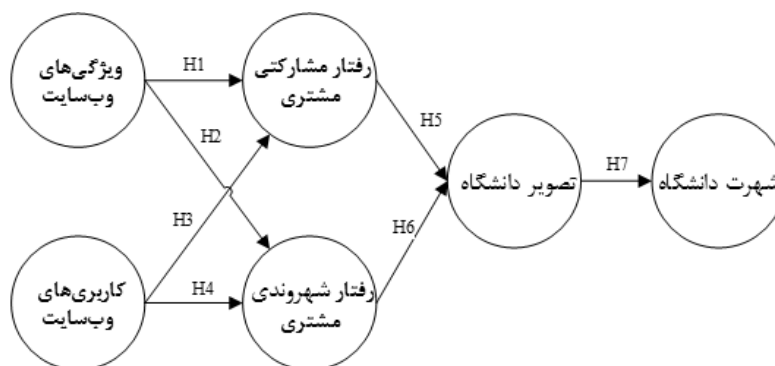 ویژگی‌های
وب‌سایت
H1
رفتار مشارکتی
مشتری
H2
H5
تصویر دانشگاه
H7
شهرت دانشگاه
H3
H6
کاربری‌های
وب‌سایت
H4
رفتار شهروندی
مشتری